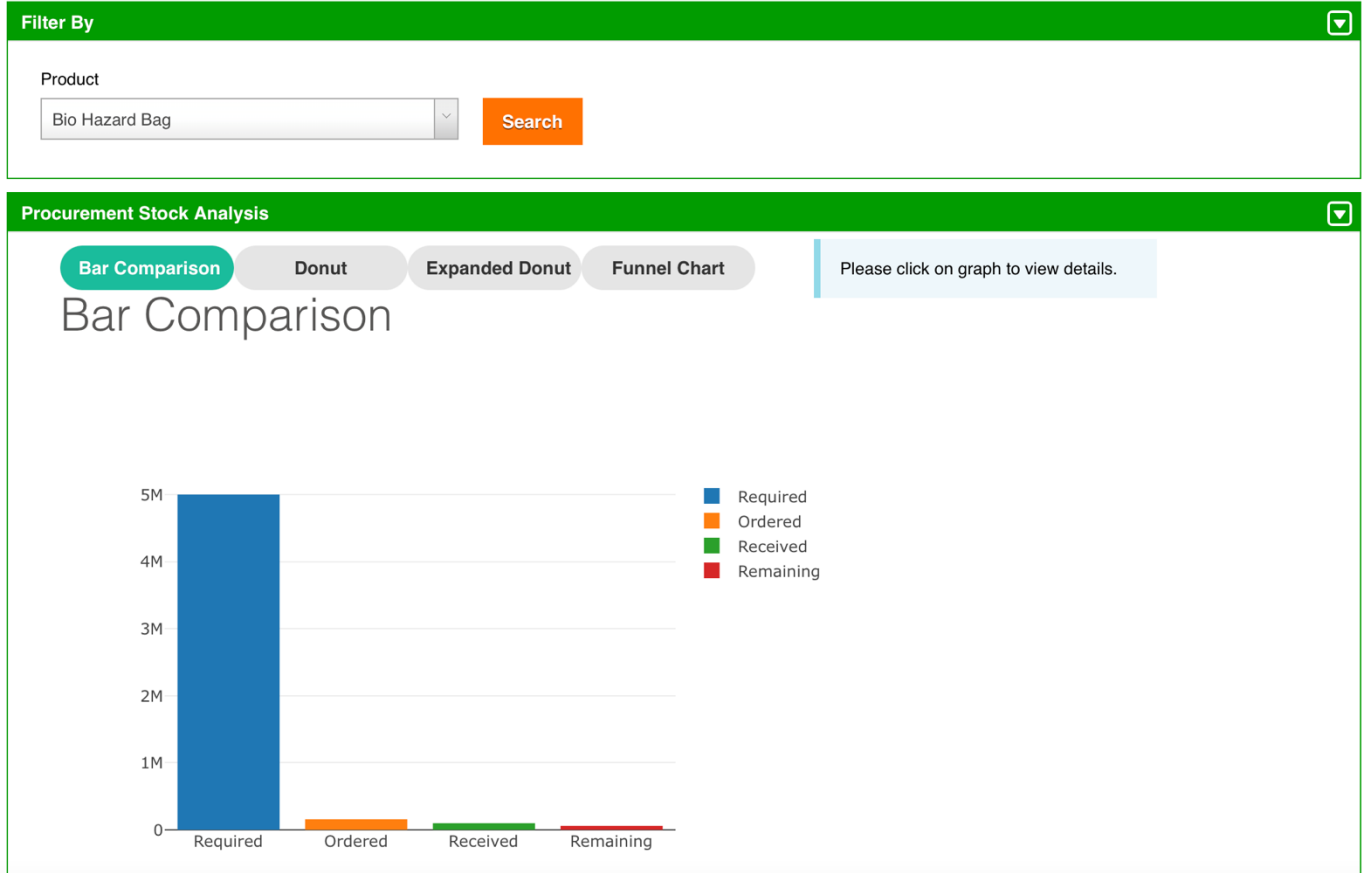 Filter By
Product
Bio Hazard Bag
Search
Procurement Stock Analysis
Bar Comparison
Donut
Expanded Donut
Funnel Chart
Please click on graph to view details.
Bar Comparison
5M
4M
3M
2M
1M
0
Required
Ordered
Received
Remaining
Required
Ordered
Received
Remaining